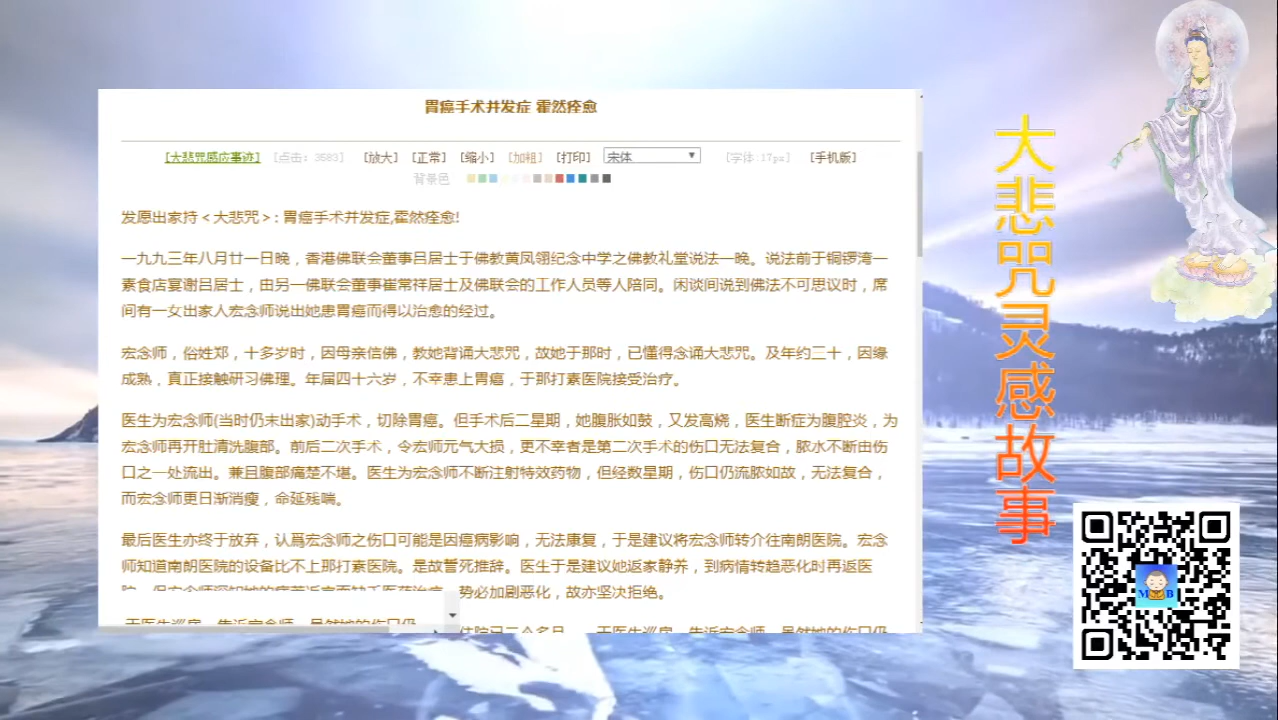 胃癌手术并发症 霍然痊愈
[大悲咒感应事迹] [点击: 3583] [放大] [正常] [缩小] [加粗] [打印] 宋体 [字体:17px] [手机版]
背景色
发愿出家持<大悲咒>: 胃癌手术并发症,霍然痊愈!
一九九三年八月廿一日晚，香港佛联会董事吕居士于佛教黄凤翎纪念中学之佛教礼堂说法一晚。说法前于铜锣湾一
素食店宴谢吕居士，由另一佛联会董事崔常祥居士及佛联会的工作人员等人陪同。闲谈间说到佛法不可思议时，席
间有一女出家人宏念师说出她患胃癌而得以治愈的经过。
宏念师，俗姓郑，十多岁时，因母亲信佛，教她背诵大悲咒，故她于那时，已懂得念诵大悲咒。及年约三十，因缘
成熟，真正接触研习佛理。年届四十六岁，不幸患上胃癌，于那打素医院接受治疗。
医生为宏念师(当时仍未出家)动手术，切除胃癌。但手术后二星期，她腹胀如鼓，又发高烧，医生断症为腹腔炎，为
宏念师再开肚清洗腹部。前后二次手术，令宏师元气大损，更不幸者是第二次手术的伤口无法复合，脓水不断由伤
口之一处流出。兼且腹部痛楚不堪。医生为宏念师不断注射特效药物，但经数星期，伤口仍流脓如故，无法复合，
而宏念师更日渐消瘦，命延残喘。
最后医生亦终于放弃，认爲宏念师之伤口可能是因癌病影响，无法康复，于是建议将宏念师转介往南朗医院。宏念
师知道南朗医院的设备比不上那打素医院。是故誓死推辞。医生于是建议她返家静养，到病情转趋恶化时再返医
势必加剧恶化，故亦坚决拒绝。
大悲咒灵感故事
M B